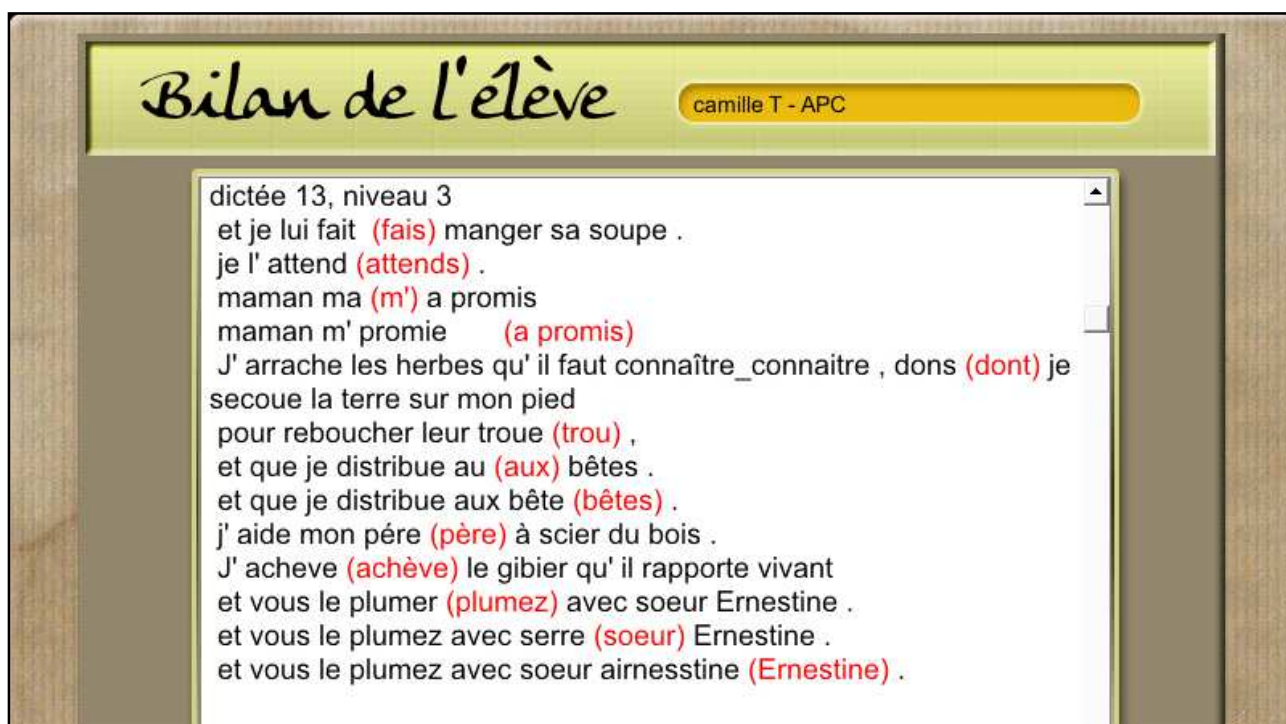 Bilan de l'élève
camille T - APC
dictée 13, niveau 3
et je lui fait (fais) manger sa soupe .
je l' attend (attends) .
maman ma (m') a promis
maman m' promie (a promis)
J' arrache les herbes qu' il faut connaître_connaitre , dons (dont) je
secoue la terre sur mon pied
pour reboucher leur troue (trou) ,
et que je distribue au (aux) bêtes .
et que je distribue aux bête (bêtes) .
j' aide mon pére (père) à scier du bois .
J' acheve (achève) le gibier qu' il rapporte vivant
et vous le plumer (plumez) avec soeur Ernestine .
et vous le plumez avec serre (soeur) Ernestine .
et vous le plumez avec soeur airnesstine (Ernestine) .